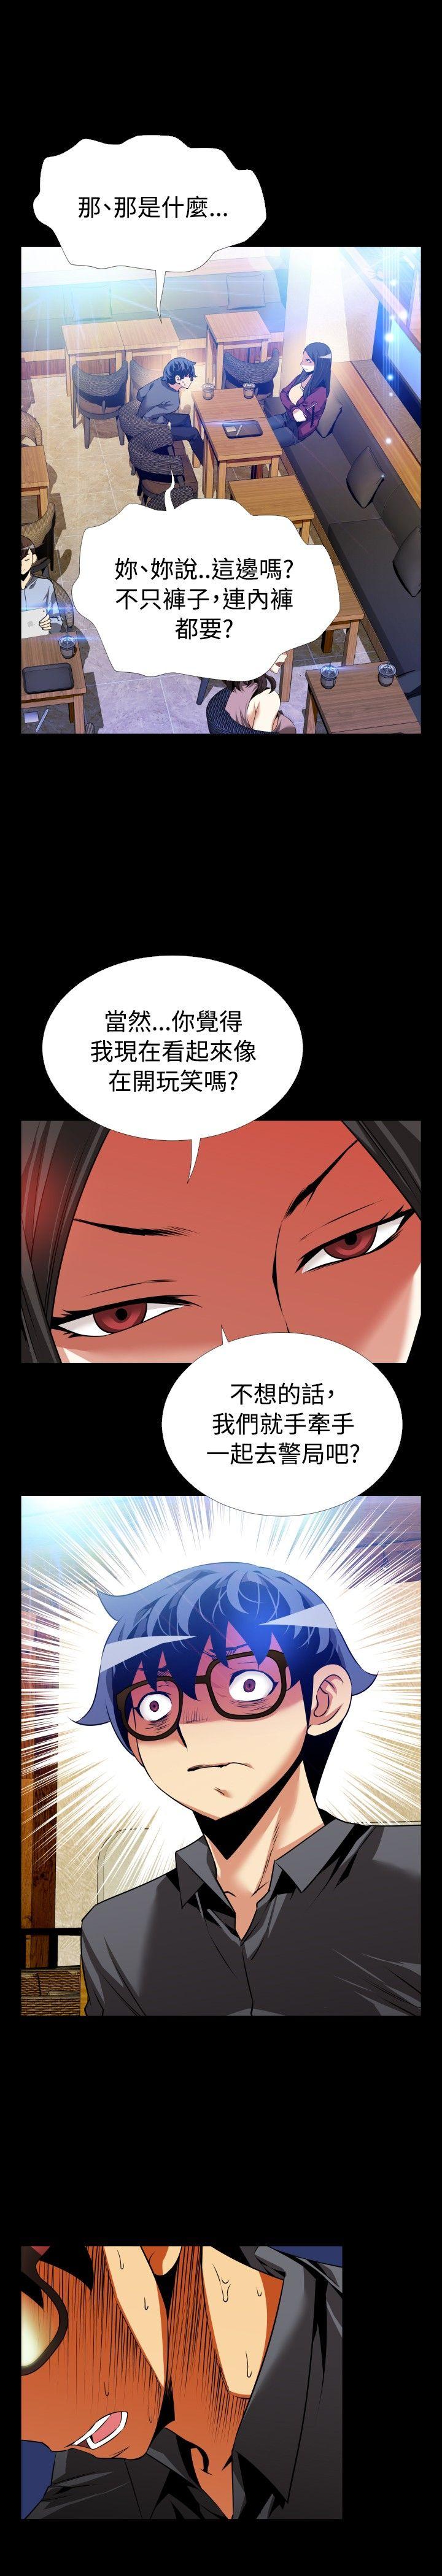 那、那是什麼...
妳、妳說..這邊嗎?
不只褲子,連內褲
都要?
當然...你覺得
我現在看起來像
在開玩笑嗎?
不想的話,
我們就手牽手
一起去警局吧?